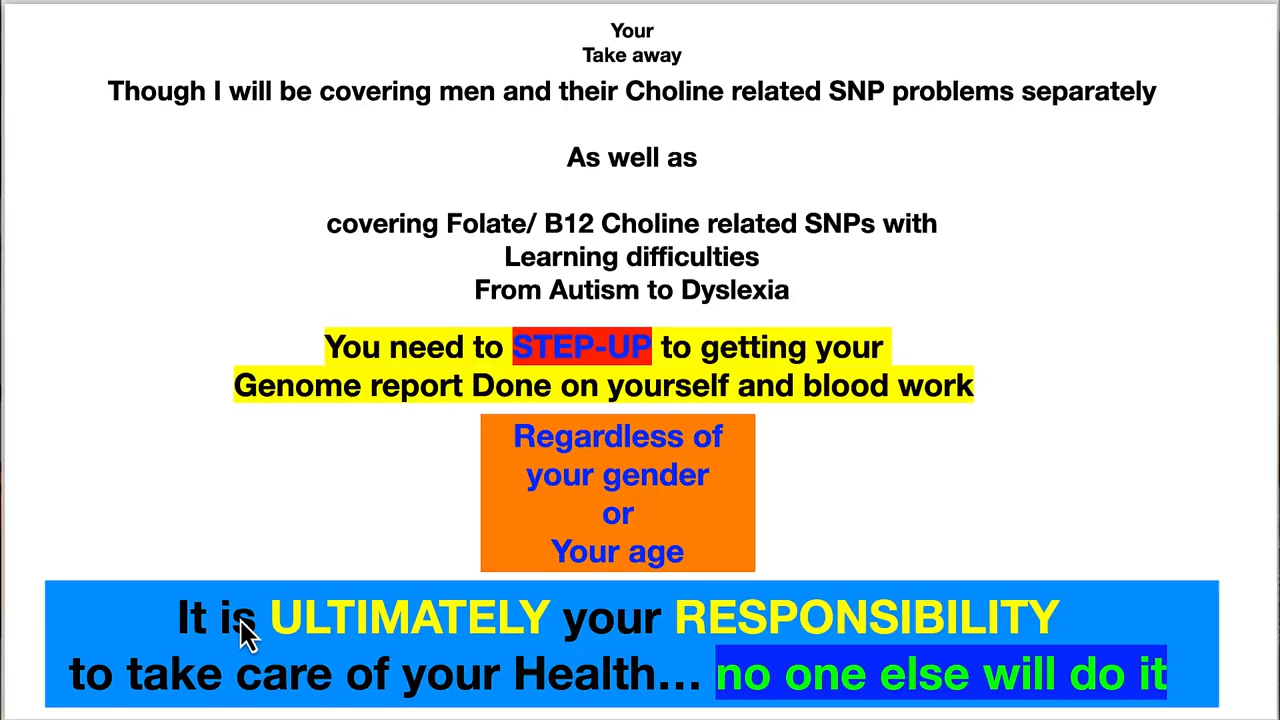 Your
Take away
Though I will be covering men and their Choline related SNP problems separately
As well as
covering Folate/ B12 Choline related SNPs with
Learning difficulties
From Autism to Dyslexia
You need to STEP-UP to getting your
Genome report Done on yourself and blood work
Regardless of
your gender
or
Your age
It is ULTIMATELY your RESPONSIBILITY
to take care of your Health... no one else will do it